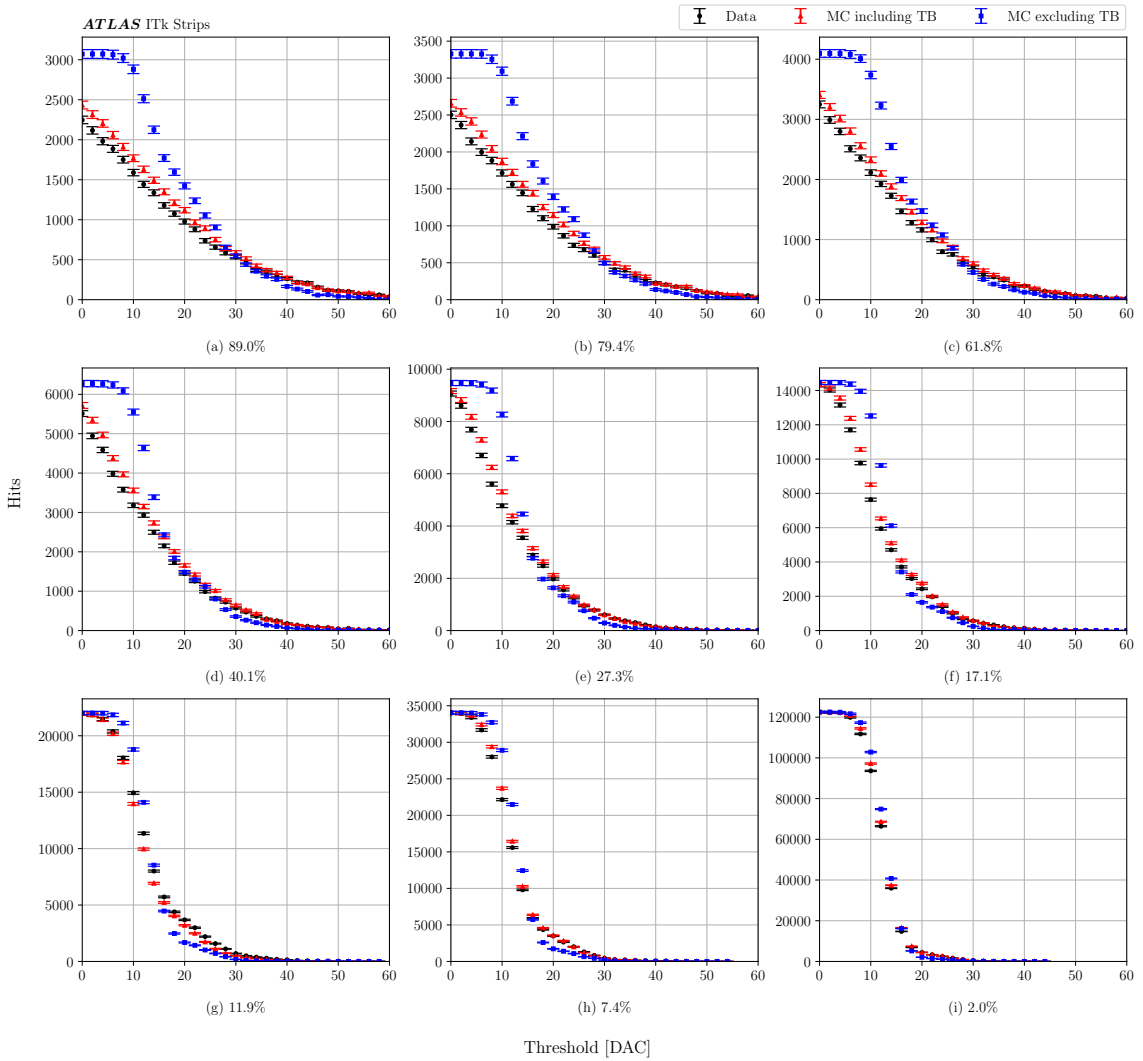 ATLAS ITk Strips
Data MC including TB MC excluding TB
3000
2500
2000
1500
1000
500
0
0 10 20 30 40 50 60
(a) 89.0%
3500
3000
2500
2000
1500
1000
500
0
0 10 20 30 40 50 60
(b) 79.4%
4000
3000
2000
1000
0
0 10 20 30 40 50 60
(c) 61.8%
Hits
6000
5000
4000
3000
2000
1000
0
0 10 20 30 40 50 60
(d) 40.1%
10000
8000
6000
4000
2000
0
0 10 20 30 40 50 60
(e) 27.3%
14000
12000
10000
8000
6000
4000
2000
0
0 10 20 30 40 50 60
(f) 17.1%
20000
15000
10000
5000
0
0 10 20 30 40 50 60
(g) 11.9%
35000
30000
25000
20000
15000
10000
5000
0
0 10 20 30 40 50 60
(h) 7.4%
120000
100000
80000
60000
40000
20000
0
0 10 20 30 40 50 60
(i) 2.0%
Threshold [DAC]